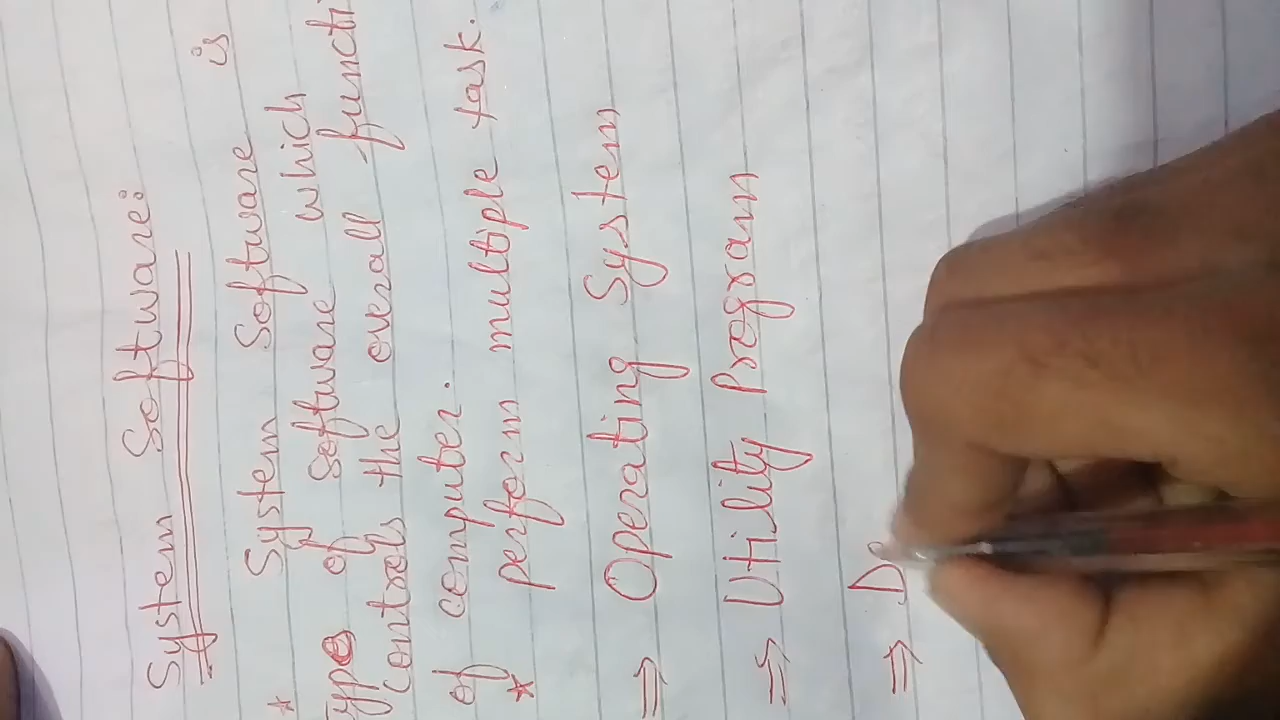 System Software:
* System Software is
Type of Software which
controls the overall functi
of computer.
* perform multiple task.
⇒ Operating System
⇒ Utility Program
⇒ De